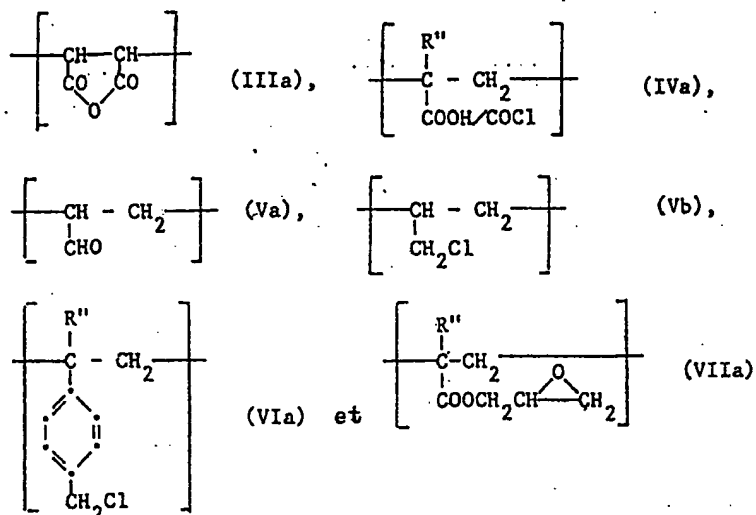 CH CH
CO CO
O
(IIIa),
R"
C - CH2
COOH/COCl
(IVa),
CH - CH2
CHO
(Va),
CH - CH2
CH2Cl
(Vb),
R"
C - CH2
CH2Cl
(VIa) et
R"
C - CH2
O
COOCH2CH CH2
(VIIa)